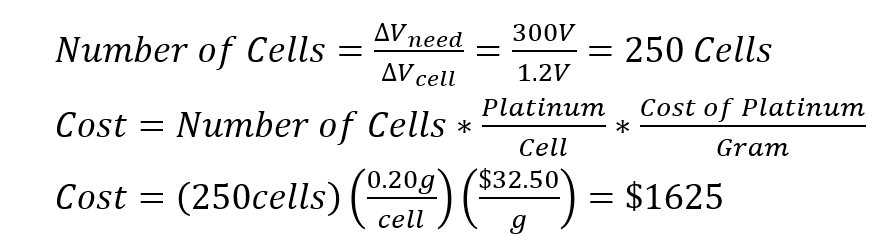 Number of Cells = ΔV_need / ΔV_cell = 300V / 1.2V = 250 Cells
Cost = Number of Cells * Platinum / Cell * Cost of Platinum / Gram
Cost = (250cells) (0.20g / cell) ($32.50 / g) = $1625